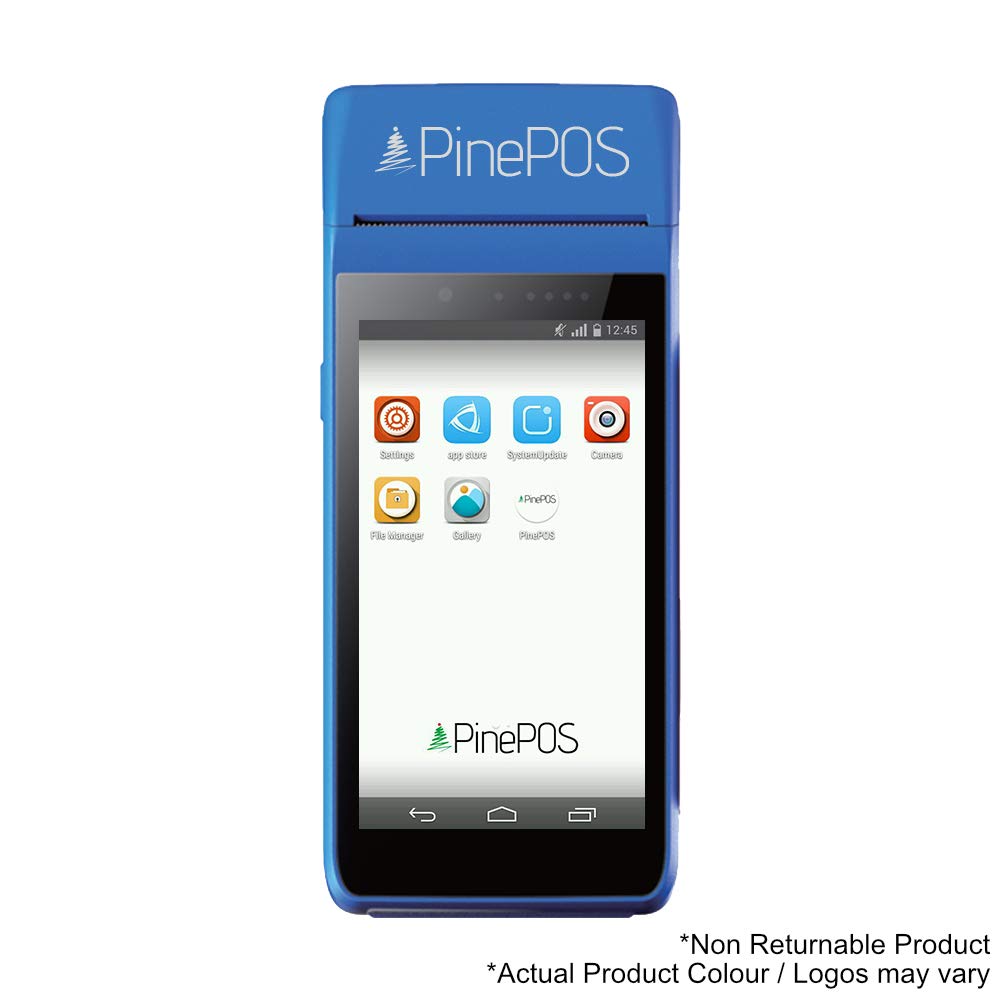 PinePOS
12:45
Settings app store SystemUpdate Camera
PinePOS
File Manager Gallery PinePOS
PinePOS
*Non Returnable Product
*Actual Product Colour / Logos may vary